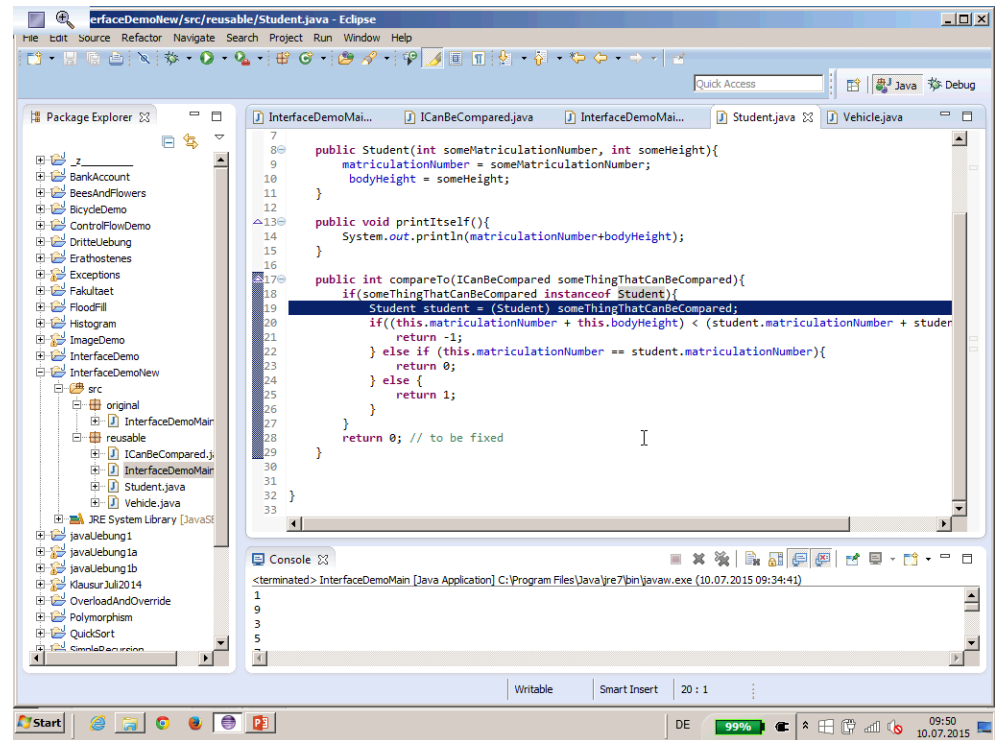 erfaceDemoNew/src/reusable/Student.java - Eclipse
File Edit Source Refactor Navigate Search Project Run Window Help
Quick Access
Java
Debug
Package Explorer
_z_________
BankAccount
BeesAndFlowers
BicycleDemo
ControlFlowDemo
DritteUebung
Erathostenes
Exceptions
Fakultaet
FloodFill
Histogram
ImageDemo
InterfaceDemo
InterfaceDemoNew
src
original
InterfaceDemoMain
reusable
ICanBeCompared.j
InterfaceDemoMain
Student.java
Vehicle.java
JRE System Library [JavaSE
javaUebung1
javaUebung1a
javaUebung1b
KlausurJuli2014
OverloadAndOverride
Polymorphism
QuickSort
SimpleRecursion
InterfaceDemoMai...
ICanBeCompared.java
InterfaceDemoMai...
Student.java
Vehicle.java
7
8 public Student(int someMatriculationNumber, int someHeight){
9 matriculationNumber = someMatriculationNumber;
10 bodyHeight = someHeight;
11 }
12
13 public void printItself(){
14 System.out.println(matriculationNumber+bodyHeight);
15 }
16
17 public int compareTo(ICanBeCompared someThingThatCanBeCompared){
18 if(someThingThatCanBeCompared instanceof Student){
19 Student student = (Student) someThingThatCanBeCompared;
20 if((this.matriculationNumber + this.bodyHeight) < (student.matriculationNumber + studen
21 return -1;
22 } else if (this.matriculationNumber == student.matriculationNumber){
23 return 0;
24 } else {
25 return 1;
26 }
27 }
28 return 0; // to be fixed
29 }
30
31
32 }
33
Console
<terminated> InterfaceDemoMain [Java Application] C:\Program Files\Java\jre7\bin\javaw.exe (10.07.2015 09:34:41)
1
9
3
5
Writable
Smart Insert
20 : 1
Start
DE
99%
09:50
10.07.2015